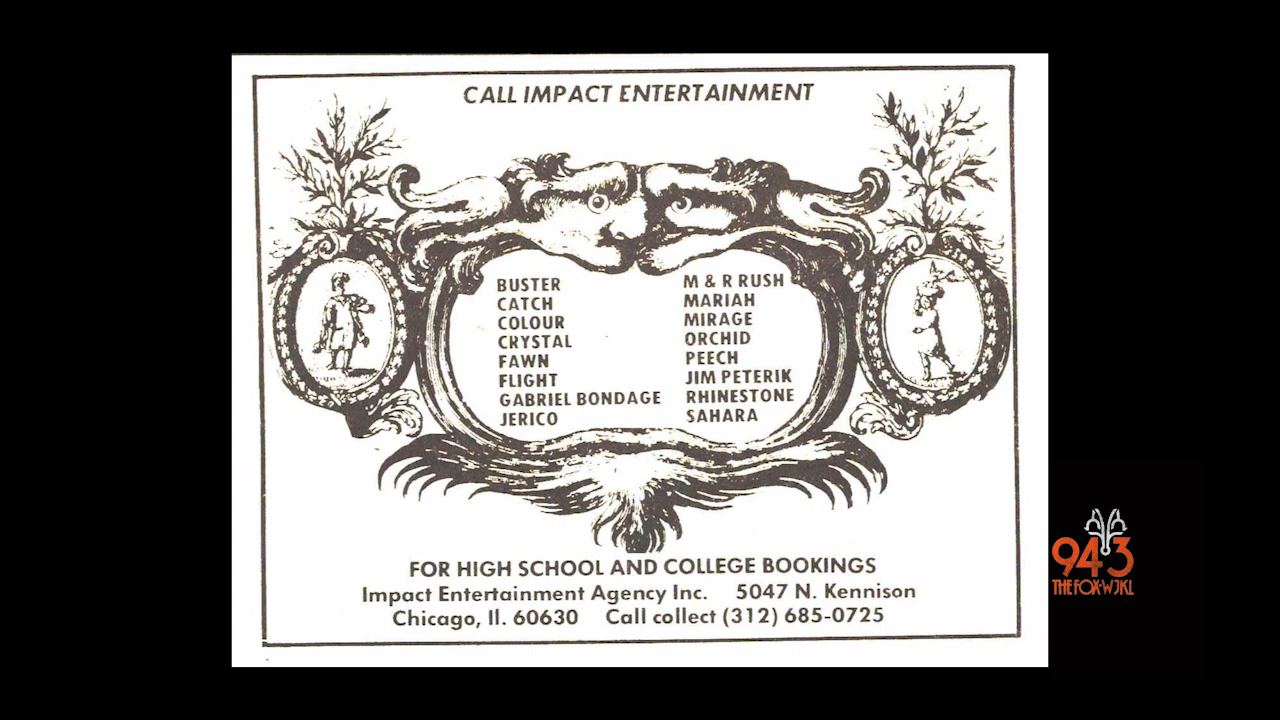 CALL IMPACT ENTERTAINMENT
BUSTER
CATCH
COLOUR
CRYSTAL
FAWN
FLIGHT
GABRIEL BONDAGE
JERICO
M & R RUSH
MARIAH
MIRAGE
ORCHID
PEECH
JIM PETERIK
RHINESTONE
SAHARA
FOR HIGH SCHOOL AND COLLEGE BOOKINGS
Impact Entertainment Agency Inc. 5047 N. Kennison
Chicago, Il. 60630 Call collect (312) 685-0725
943
THE FOX·WJKL